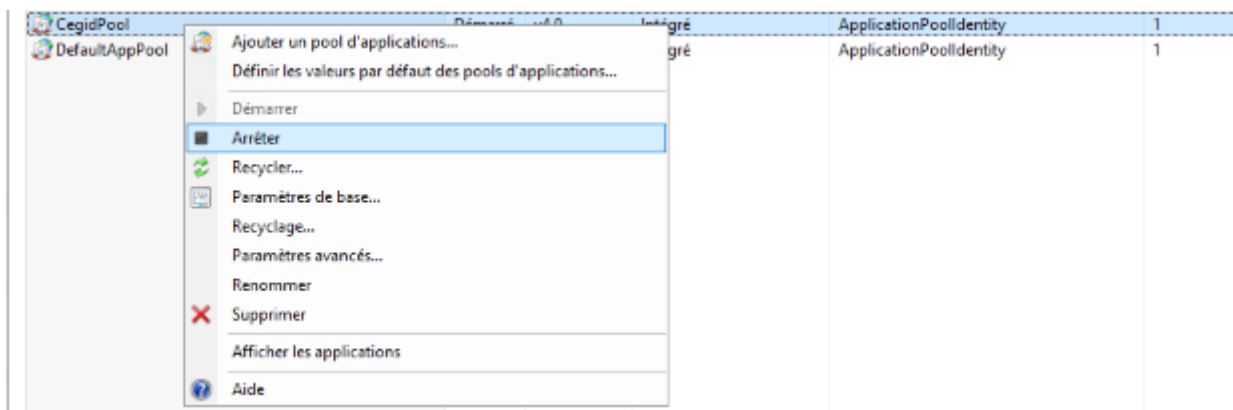 CegidPool Démarré v4.0 Intégré ApplicationPoolIdentity 1
DefaultAppPool gré ApplicationPoolIdentity 1
Ajouter un pool d'applications...
Définir les valeurs par défaut des pools d'applications...
Démarrer
Arrêter
Recycler...
Paramètres de base...
Recyclage...
Paramètres avancés...
Renommer
Supprimer
Afficher les applications
Aide